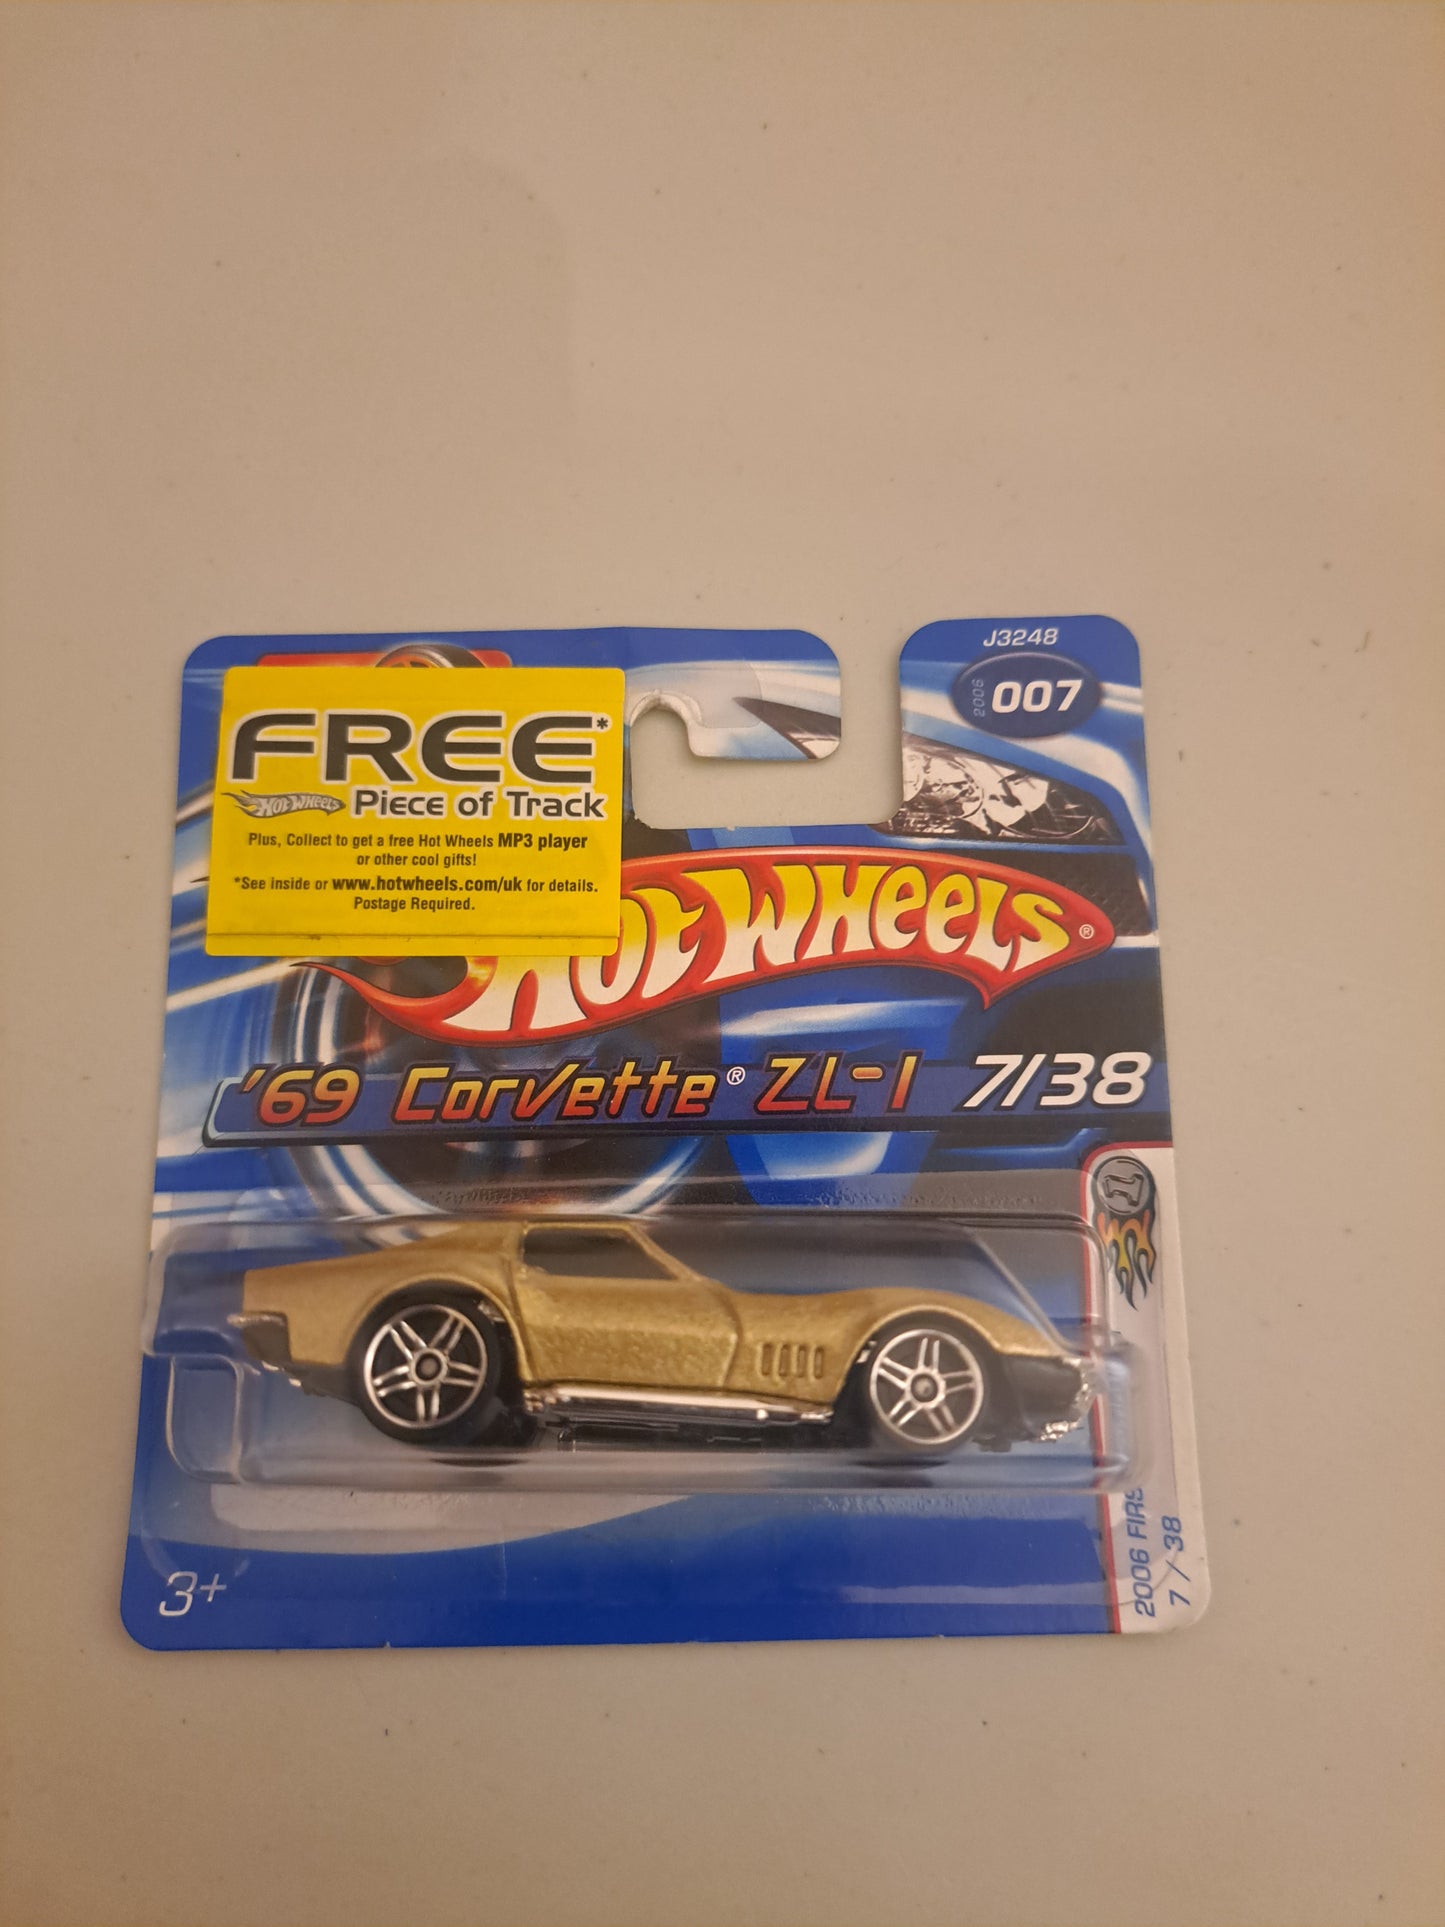 J3248
2006 007
FREE*
HOT WHEELS Piece of Track
Plus, Collect to get a free Hot Wheels MP3 player
or other cool gifts!
*See inside or www.hotwheels.com/uk for details.
Postage Required.
HOT WHEELS®
'69 Corvette® ZL-1 7/38
3+
2006 FIRS
7 / 38